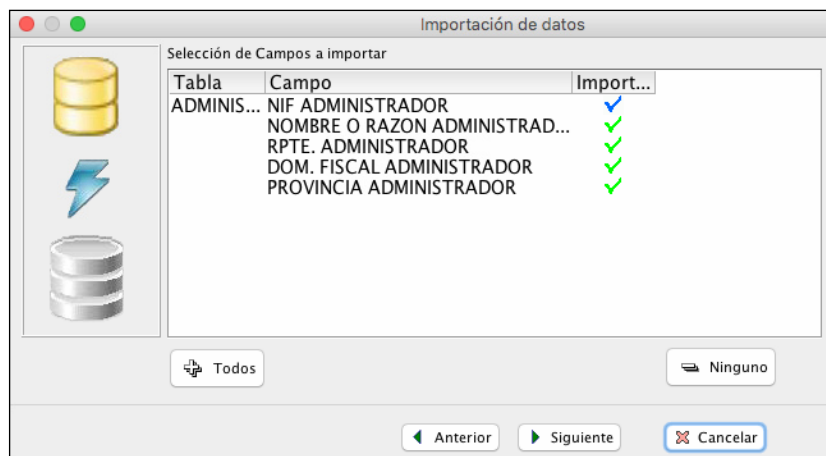 Importación de datos
Selección de Campos a importar
Tabla Campo Import...
ADMINIS... NIF ADMINISTRADOR
NOMBRE O RAZON ADMINISTRAD...
RPTE. ADMINISTRADOR
DOM. FISCAL ADMINISTRADOR
PROVINCIA ADMINISTRADOR
Todos Ninguno
Anterior Siguiente Cancelar